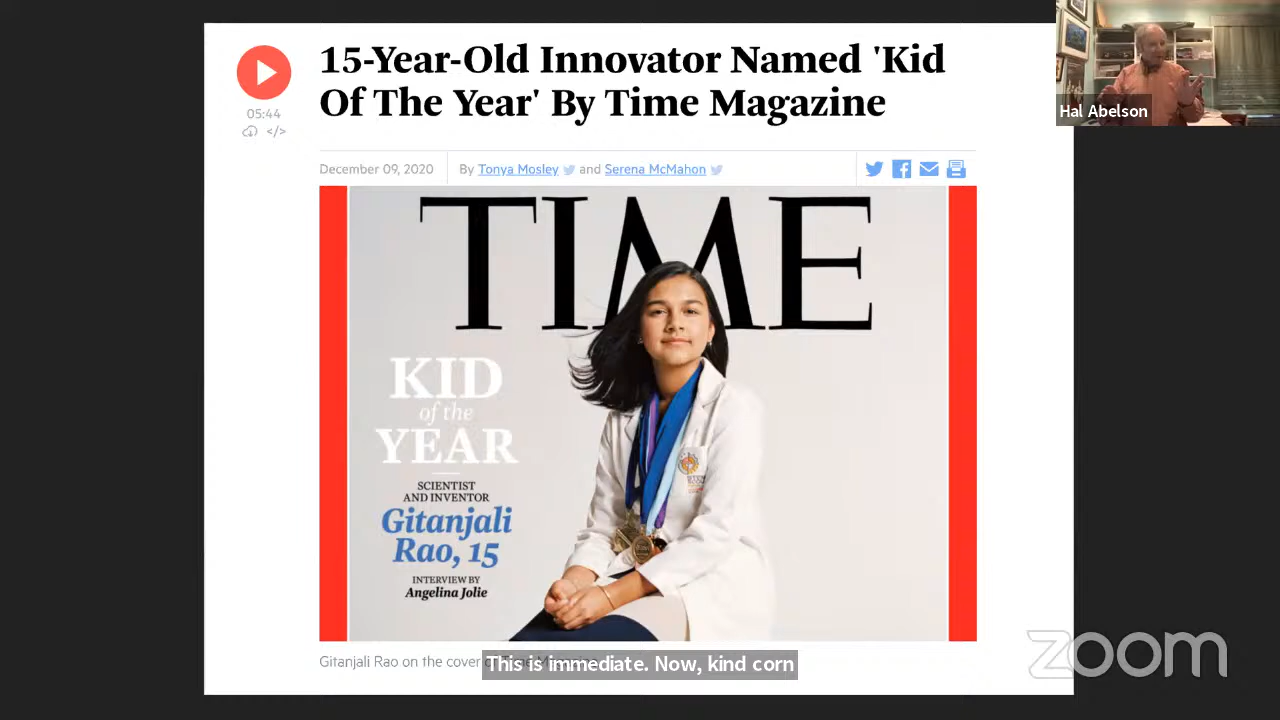 15-Year-Old Innovator Named 'Kid
Of The Year' By Time Magazine
05:44
</>
December 09, 2020
By Tonya Mosley and Serena McMahon
TIME
KID
of the
YEAR
SCIENTIST
AND INVENTOR
Gitanjali
Rao, 15
INTERVIEW BY
Angelina Jolie
Gitanjali Rao on the cover
This is immediate. Now, kind corn
Hal Abelson
zoom